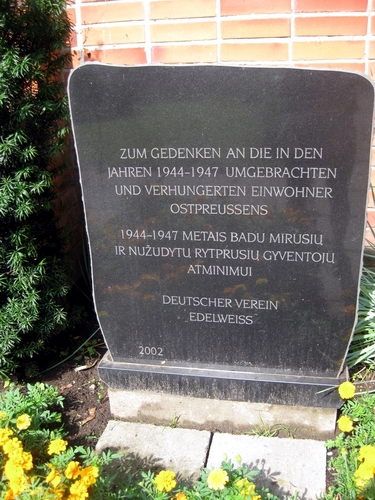 ZUM GEDENKEN AN DIE IN DEN
JAHREN 1944-1947 UMGEBRACHTEN
UND VERHUNGERTEN EINWOHNER
OSTPREUSSENS
1944-1947 METAIS BADU MIRUSIŲ
IR NUŽUDYTŲ RYTPRUSIŲ GYVENTOJŲ
ATMINIMUI
DEUTSCHER VEREIN
"EDELWEISS"
2002